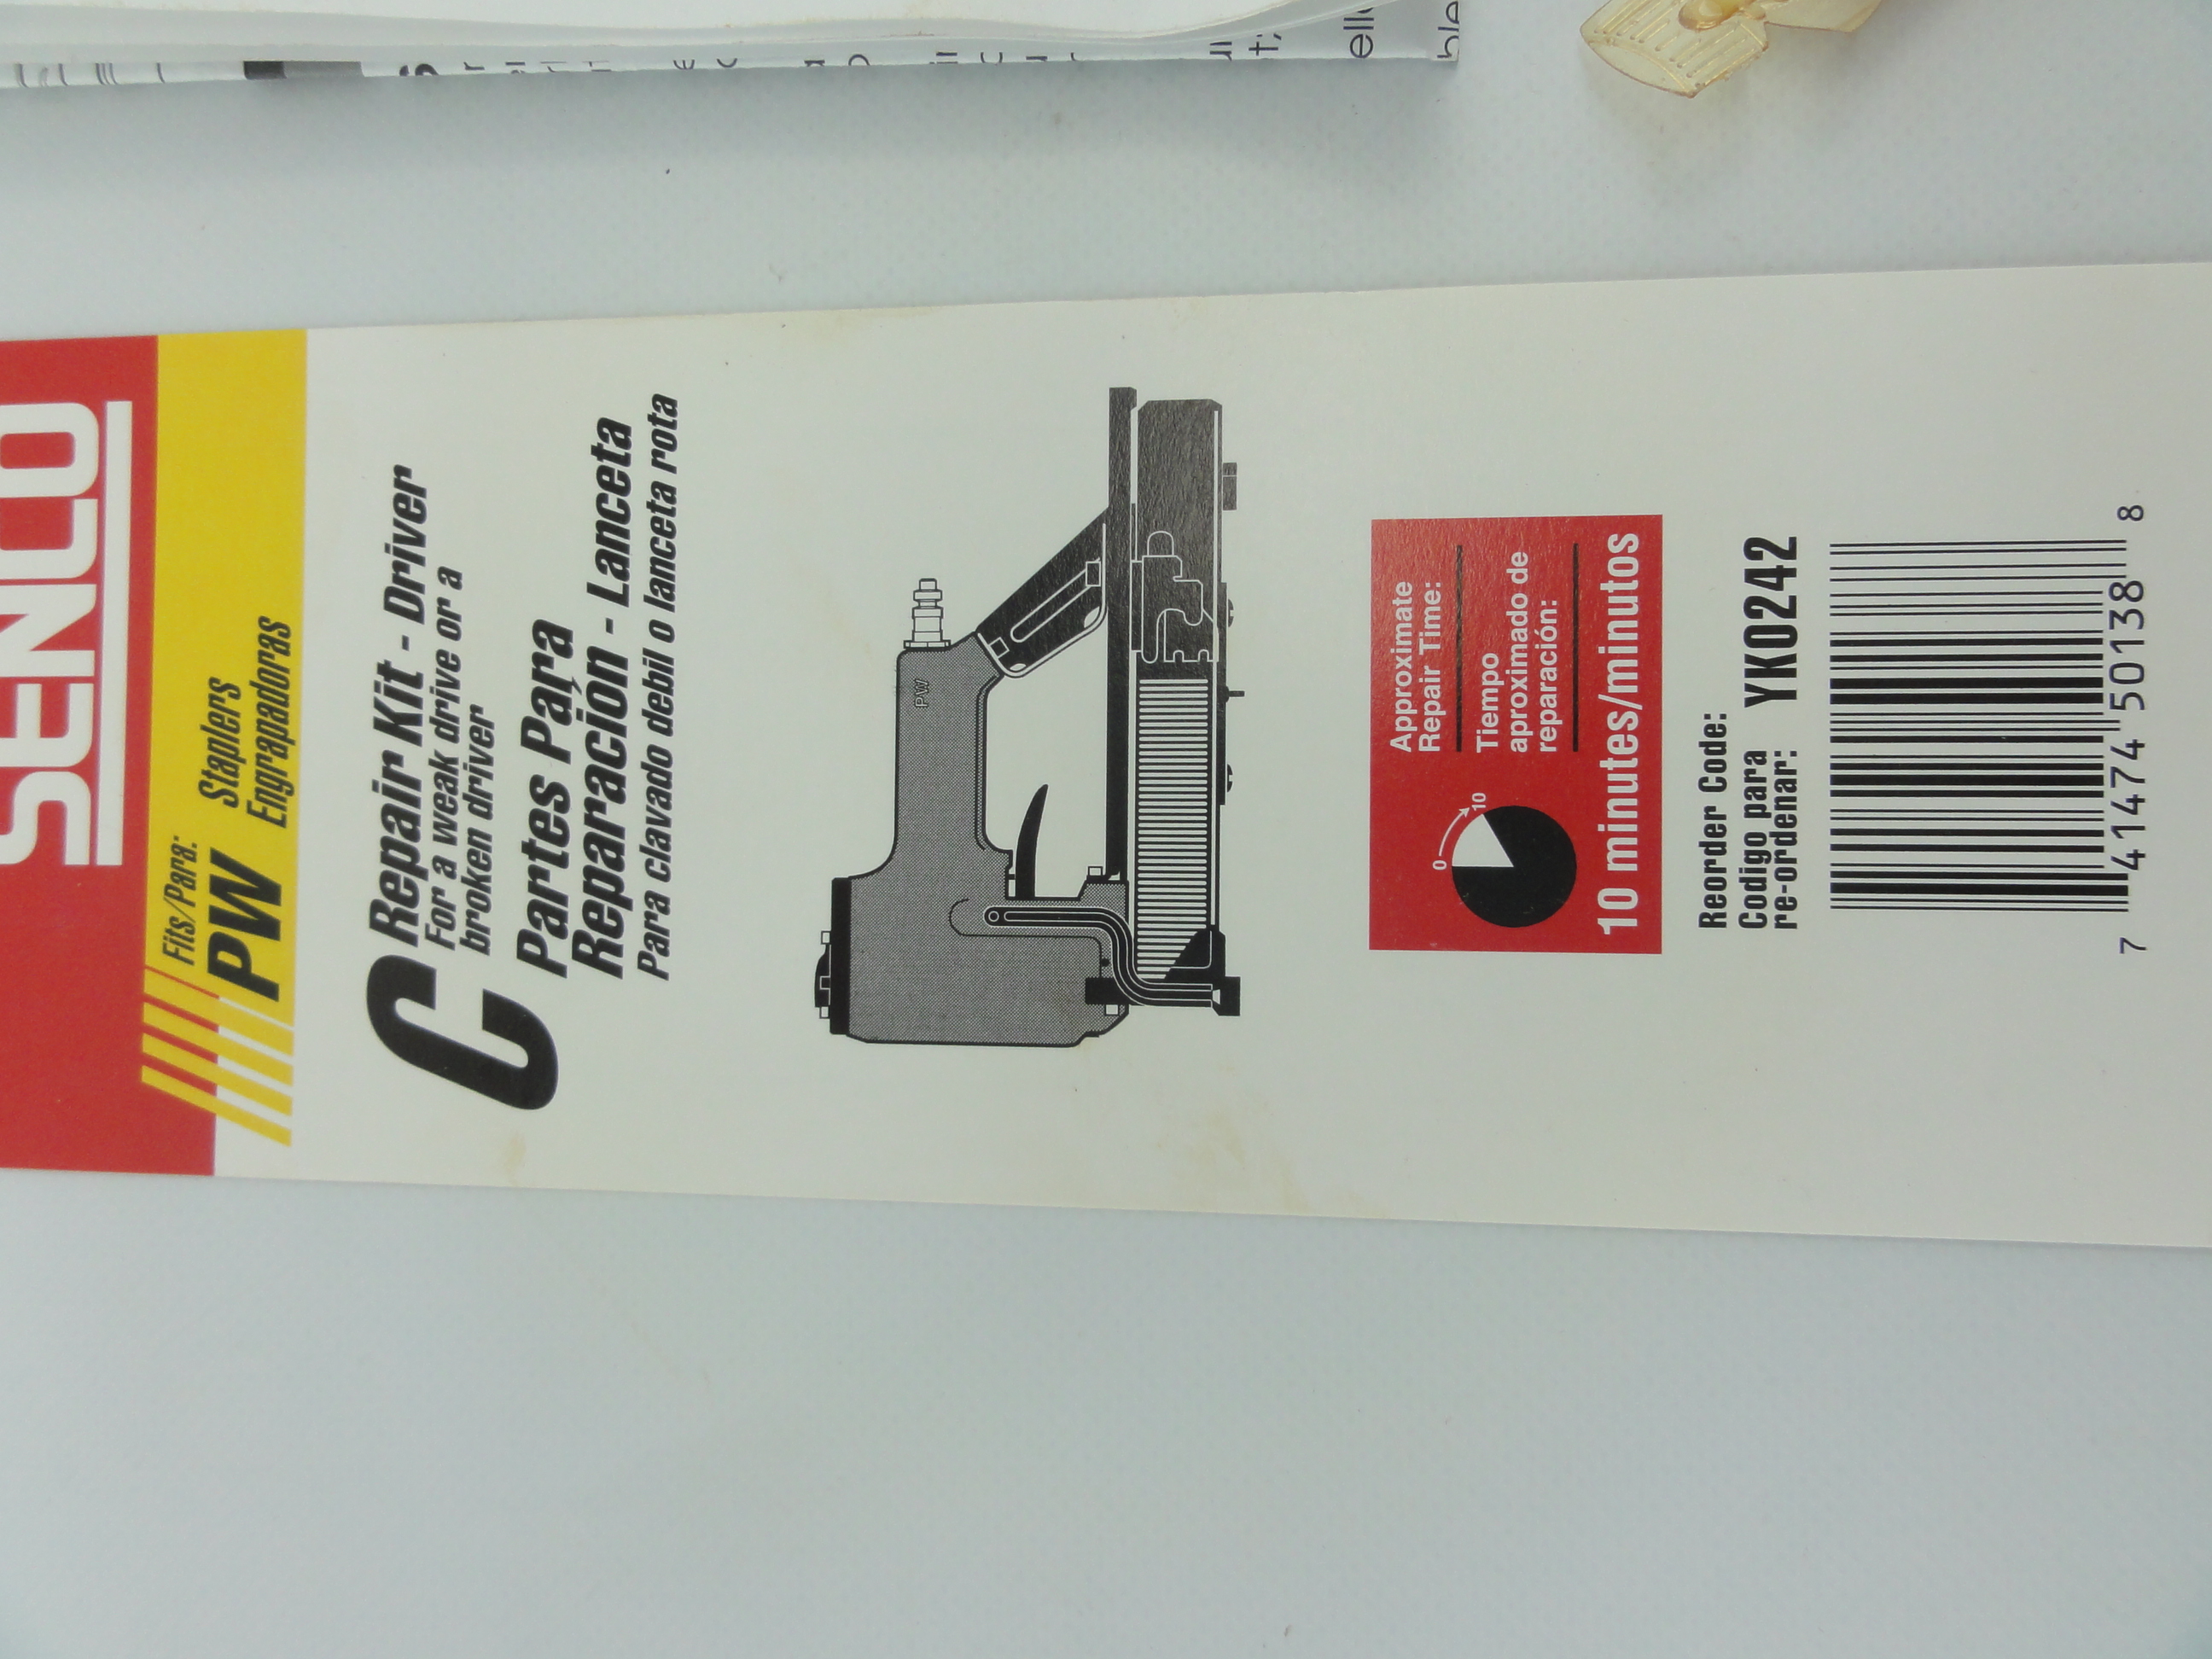 SENCO
Fits/Para:
PW Staplers
Engrapadoras
C Repair Kit - Driver
For a weak drive or a
broken driver
Partes Para
Reparación - Lanceta
Para clavado debil o lanceta rota
PW
0
10
Approximate
Repair Time:
Tiempo
aproximado de
reparación:
10 minutes/minutos
Reorder Code:
Codigo para
re-ordenar: YK0242
7 41474 50138 8